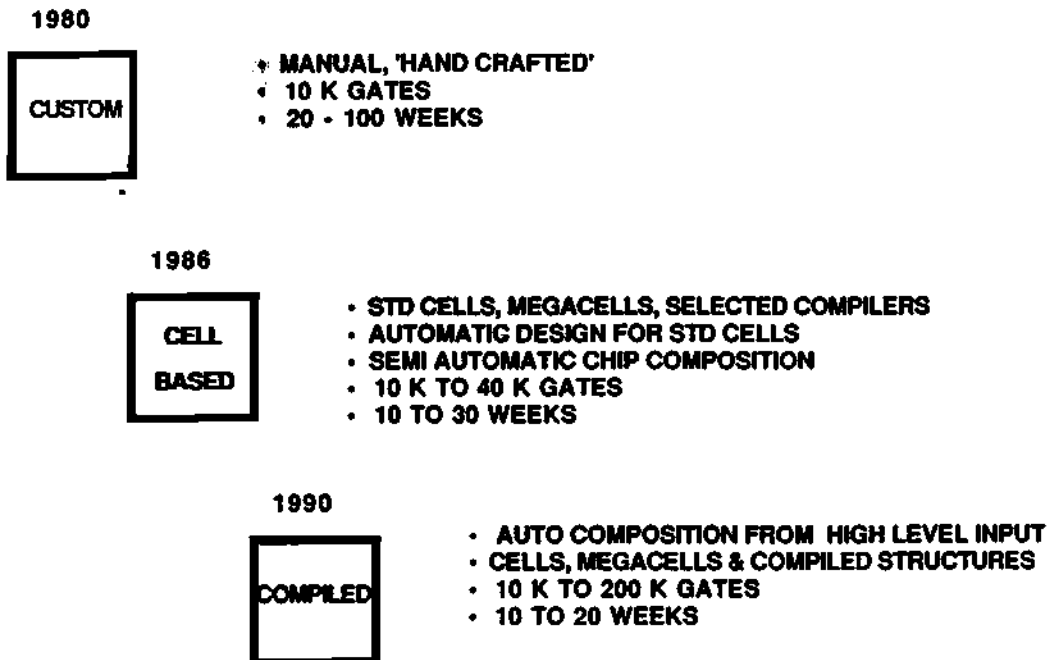 1980
CUSTOM
• MANUAL, 'HAND CRAFTED'
• 10 K GATES
• 20 - 100 WEEKS
1986
CELL
BASED
• STD CELLS, MEGACELLS, SELECTED COMPILERS
• AUTOMATIC DESIGN FOR STD CELLS
• SEMI AUTOMATIC CHIP COMPOSITION
• 10 K TO 40 K GATES
• 10 TO 30 WEEKS
1990
COMPILED
• AUTO COMPOSITION FROM HIGH LEVEL INPUT
• CELLS, MEGACELLS & COMPILED STRUCTURES
• 10 K TO 200 K GATES
• 10 TO 20 WEEKS